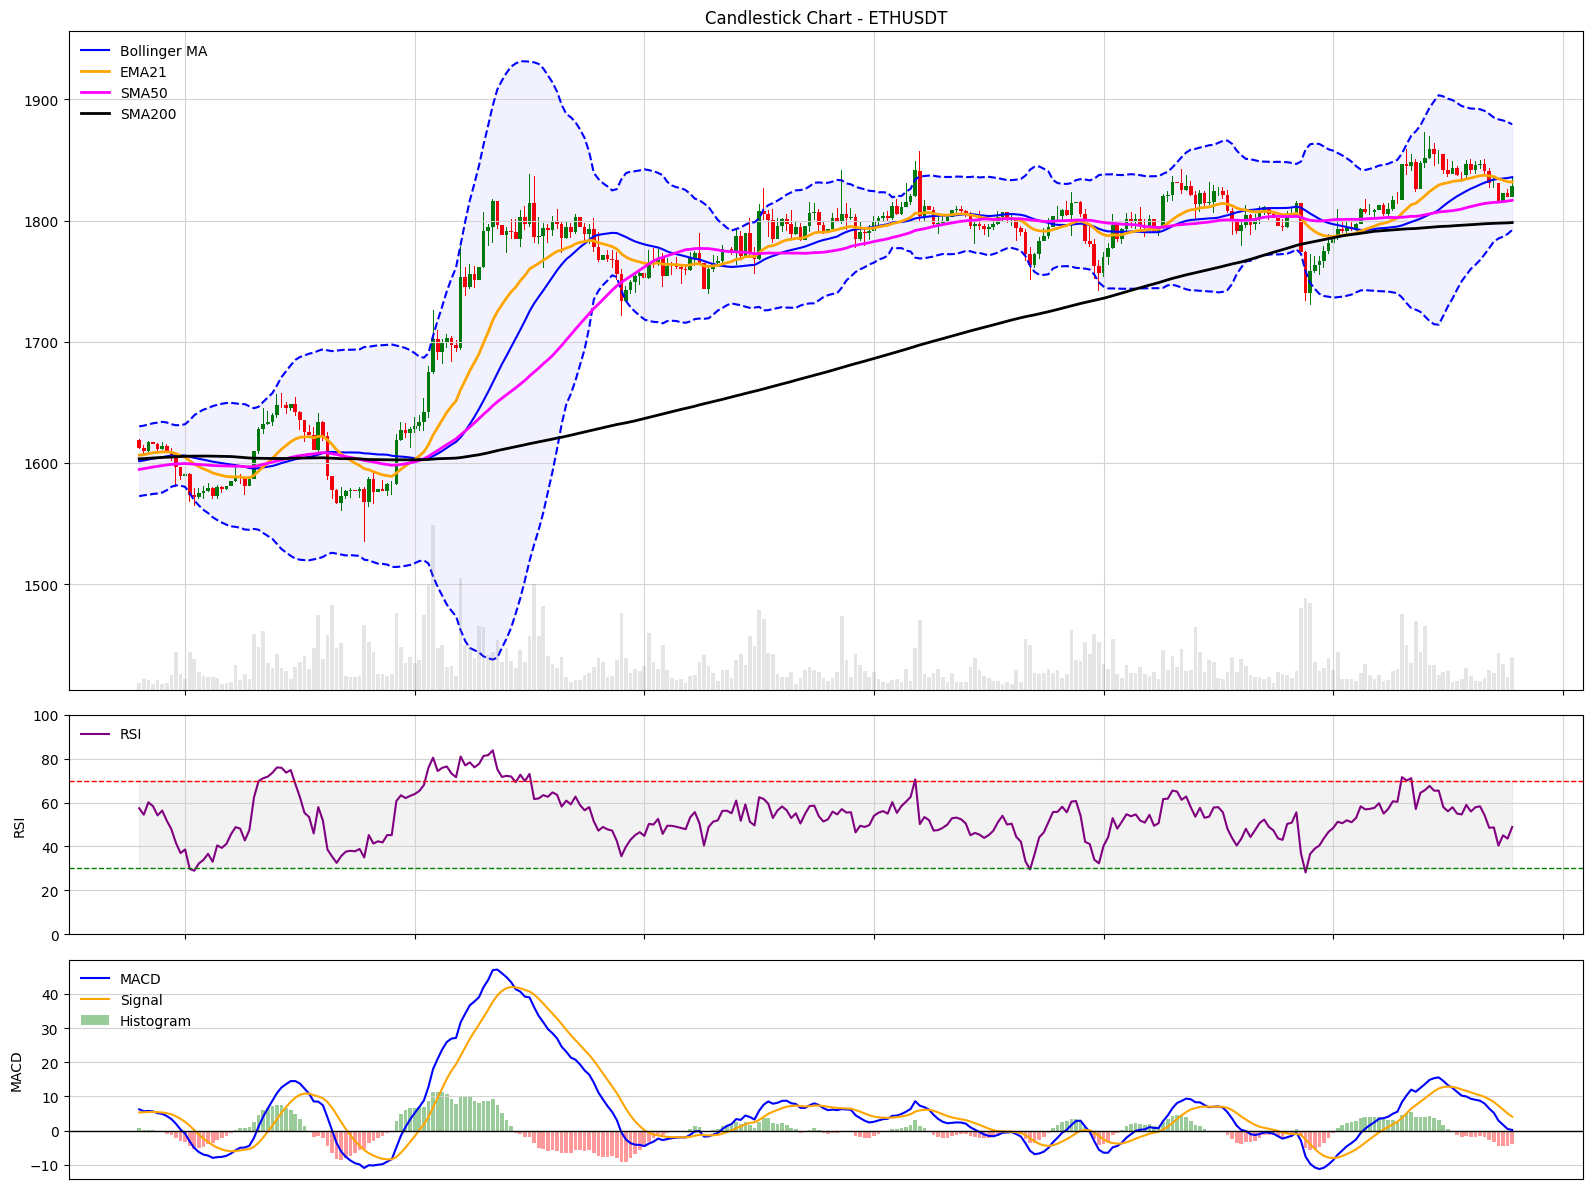 Candlestick Chart - ETHUSDT
Bollinger MA
EMA21
SMA50
SMA200
1900
1800
1700
1600
1500
RSI
100
80
60
40
20
0
RSI
MACD
Signal
Histogram
40
30
20
10
0
−10
MACD